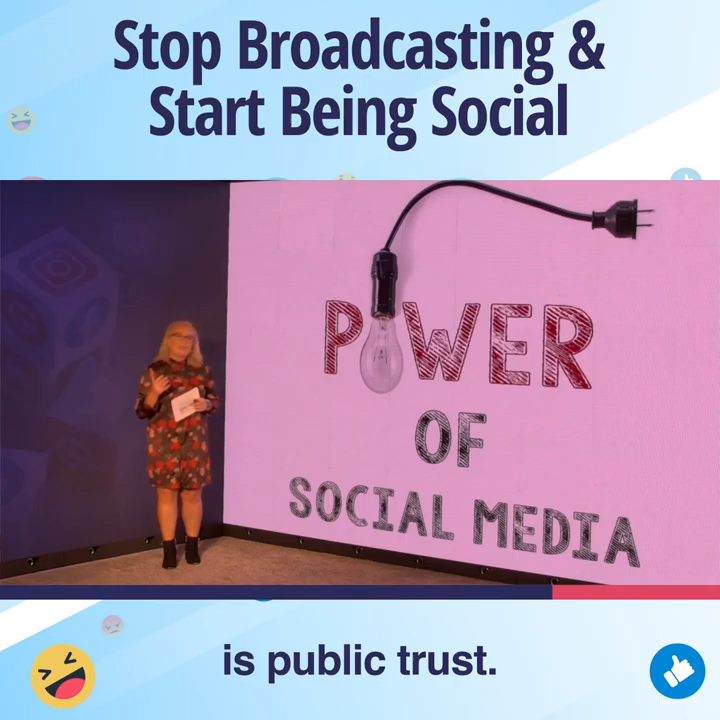 Stop Broadcasting &
Start Being Social
POWER
OF
SOCIAL MEDIA
is public trust.